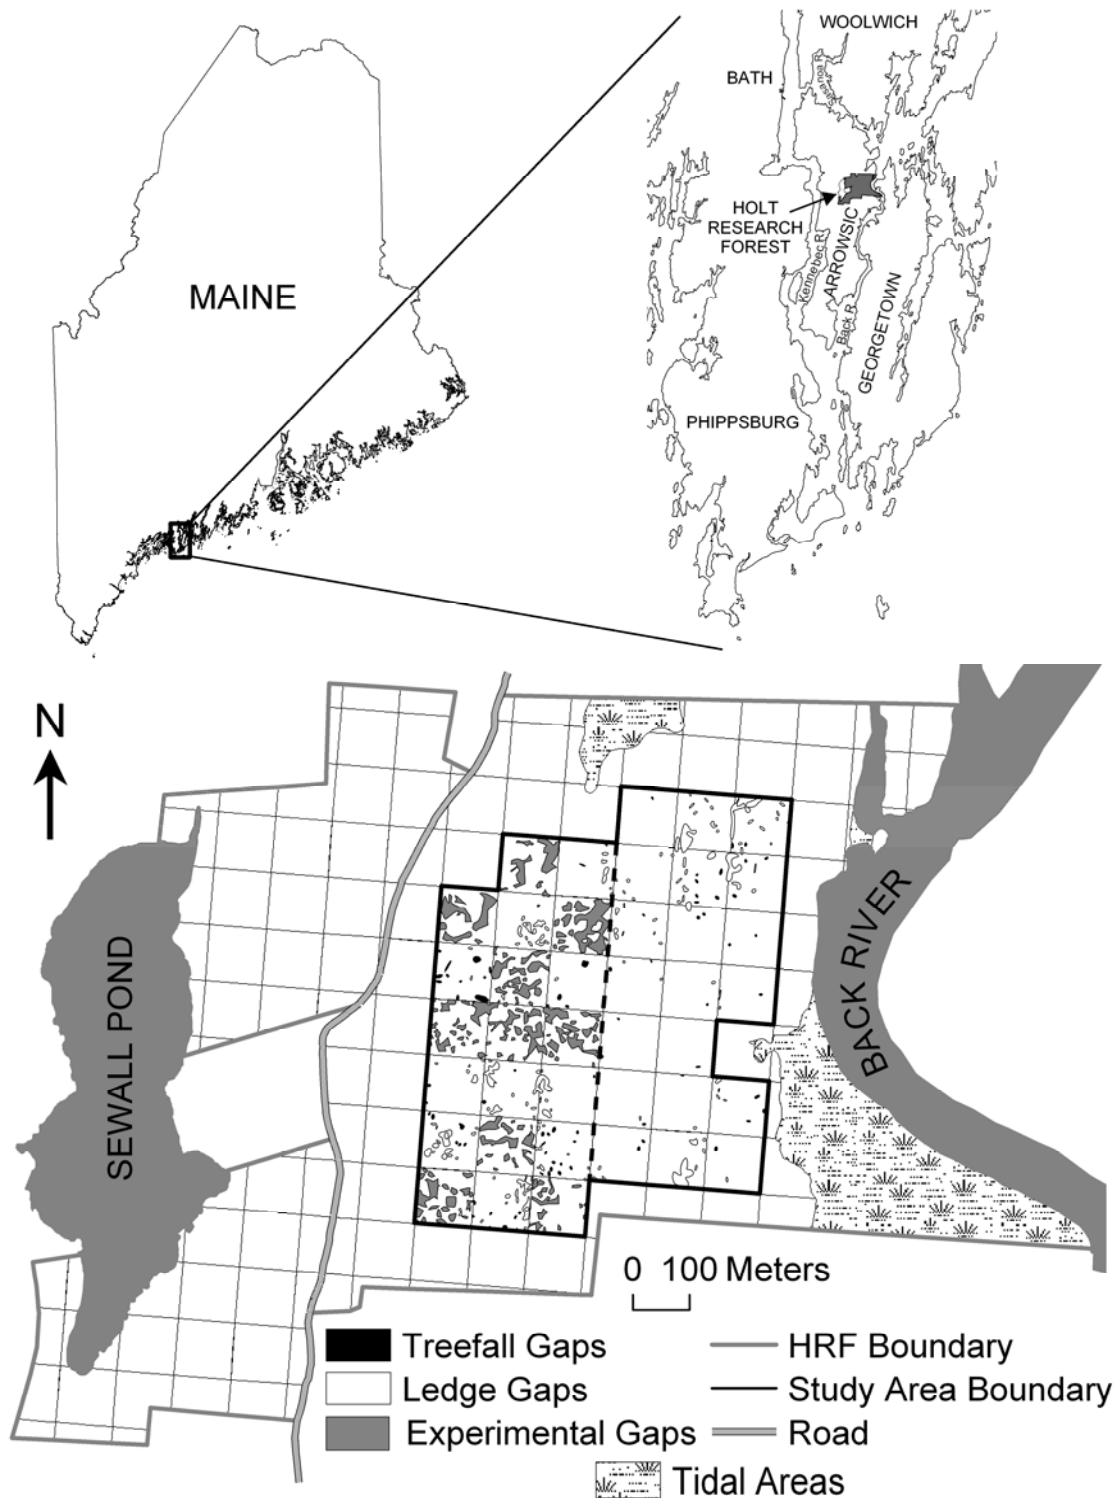 WOOLWICH
BATH
MAINE
HOLT
RESEARCH
FOREST
Kennebec R.
ARROWSIC
Back R.
GEORGETOWN
PHIPPSBURG
N
SEWALL POND
BACK RIVER
0 100 Meters
Treefall Gaps
HRF Boundary
Ledge Gaps
Study Area Boundary
Experimental Gaps
Road
Tidal Areas